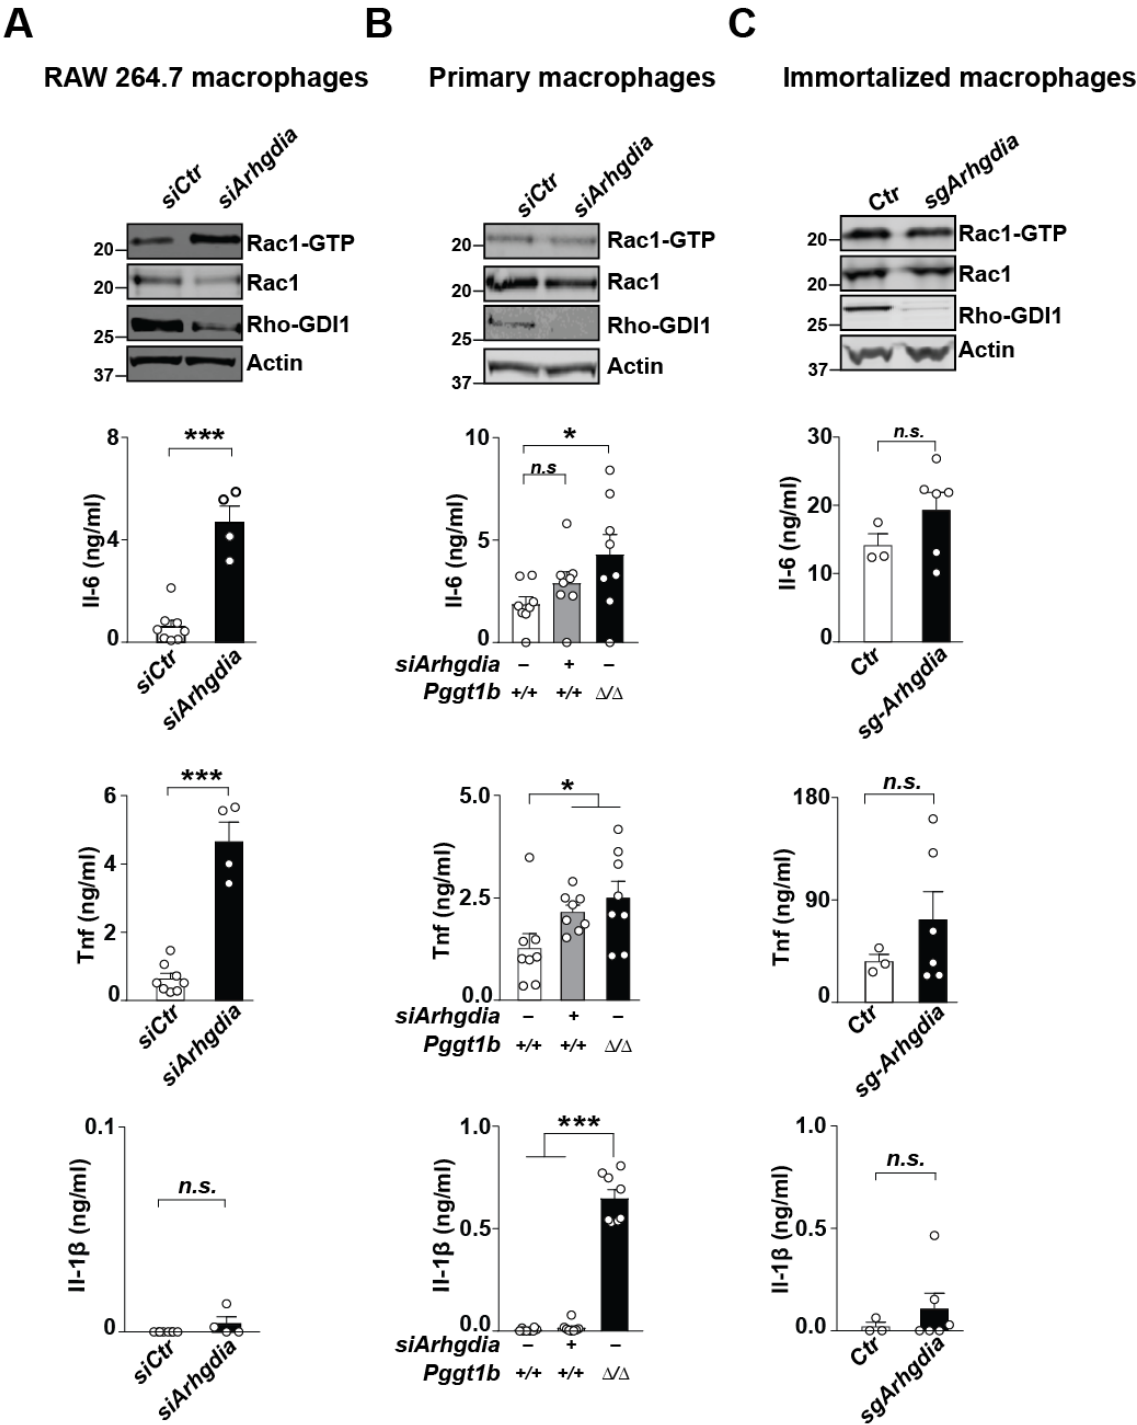 A
B
C
RAW 264.7 macrophages
Primary macrophages
Immortalized macrophages
siCtr
siArhgdia
20
Rac1-GTP
20
Rac1
25
Rho-GDI1
37
Actin
siCtr
siArhgdia
20
Rac1-GTP
20
Rac1
25
Rho-GDI1
37
Actin
Ctr
sgArhgdia
20
Rac1-GTP
20
Rac1
25
Rho-GDI1
37
Actin
Il-6 (ng/ml)
8
4
0
***
siCtr
siArhgdia
Il-6 (ng/ml)
10
5
0
*
n.s
siArhgdia – + –
Pggt1b +/+ +/+ Δ/Δ
Il-6 (ng/ml)
30
20
10
0
n.s.
Ctr
sg-Arhgdia
Tnf (ng/ml)
6
4
2
0
***
siCtr
siArhgdia
Tnf (ng/ml)
5.0
2.5
0.0
*
siArhgdia – + –
Pggt1b +/+ +/+ Δ/Δ
Tnf (ng/ml)
180
90
0
n.s.
Ctr
sg-Arhgdia
Il-1β (ng/ml)
0.1
0
n.s.
siCtr
siArhgdia
Il-1β (ng/ml)
1.0
0.5
0.0
***
siArhgdia – + –
Pggt1b +/+ +/+ Δ/Δ
Il-1β (ng/ml)
1.0
0.5
0.0
n.s.
Ctr
sgArhgdia